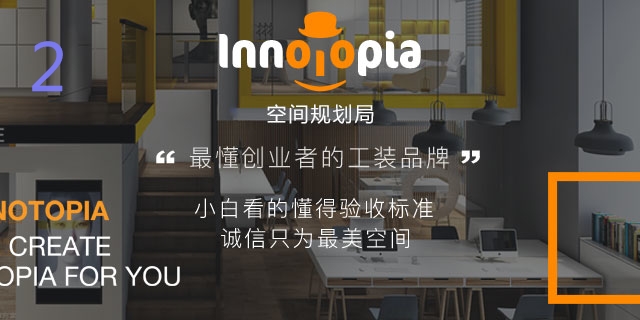 2
Innotopia
空间规划局
“ 最懂创业者的工装品牌 ”
小白看的懂得验收标准
诚信只为最美空间
E
NOTOPIA
CREATE
OPIA FOR YOU